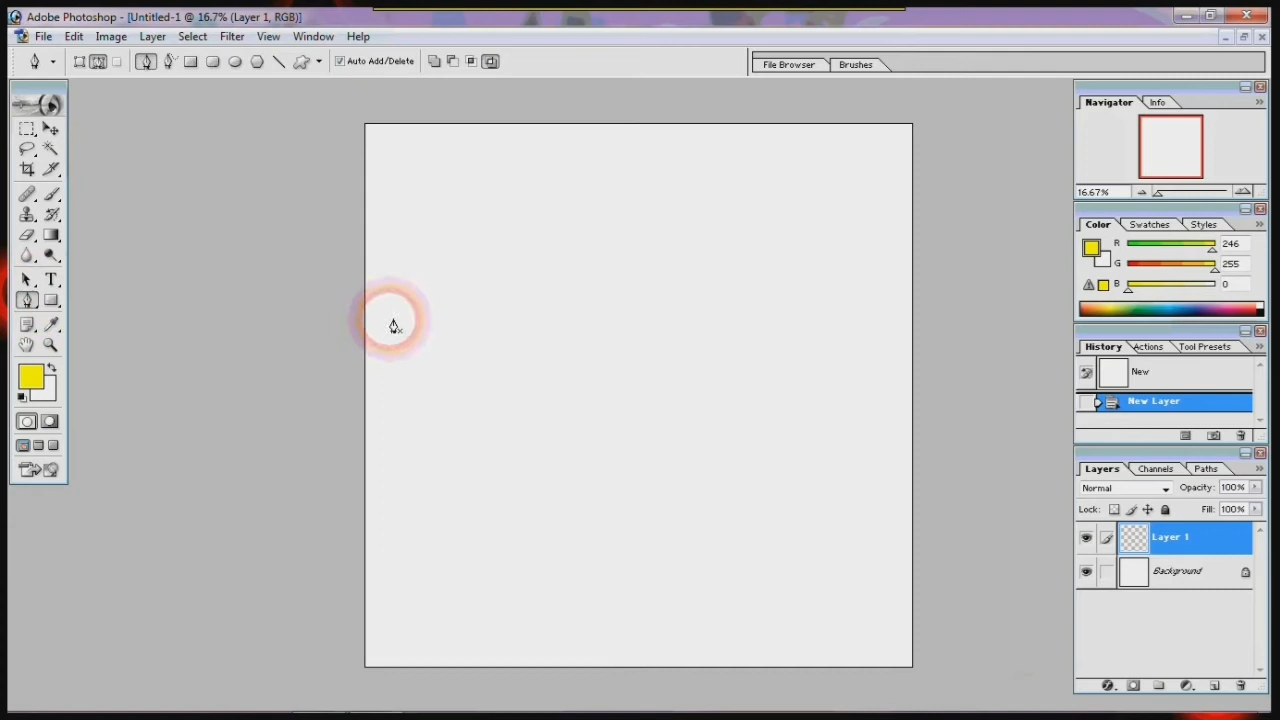 Adobe Photoshop - [Untitled-1 @ 16.7% (Layer 1, RGB)]
File Edit Image Layer Select Filter View Window Help
Auto Add/Delete
File Browser Brushes
Navigator Info
16.67%
Color Swatches Styles
R 246
G 255
B 0
History Actions Tool Presets
New
New Layer
Layers Channels Paths
Normal Opacity: 100%
Lock: Fill: 100%
Layer 1
Background